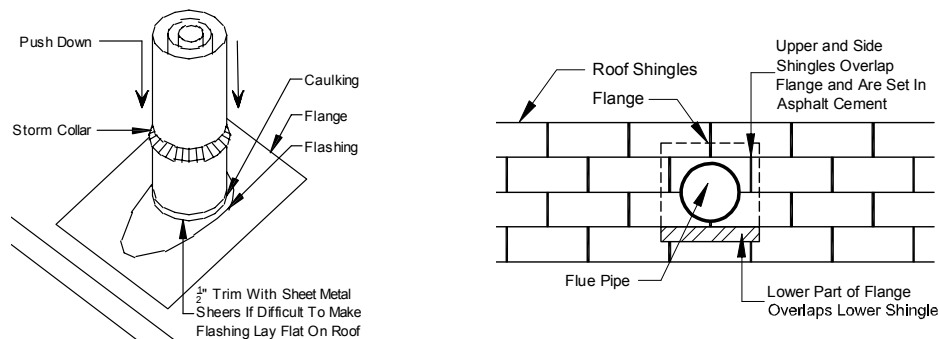 Push Down
Caulking
Flange
Storm Collar
Flashing
1/2" Trim With Sheet Metal
Sheers If Difficult To Make
Flashing Lay Flat On Roof
Upper and Side
Shingles Overlap
Flange and Are Set In
Asphalt Cement
Roof Shingles
Flange
Flue Pipe
Lower Part of Flange
Overlaps Lower Shingle